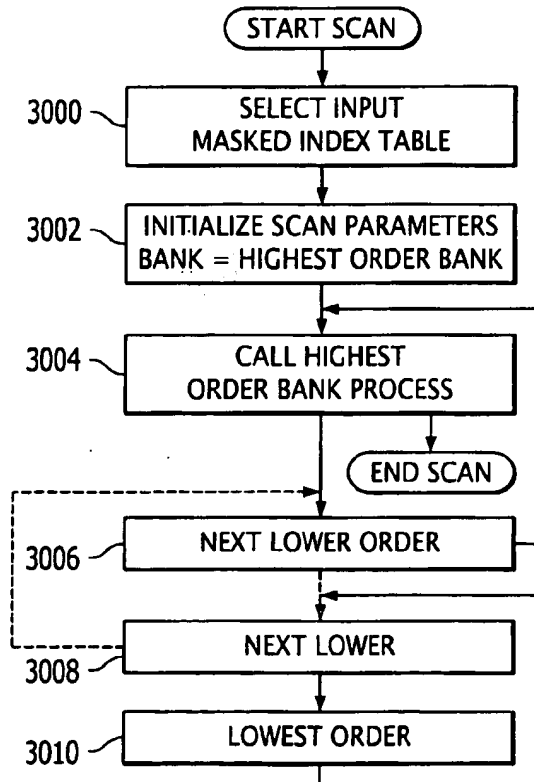 START SCAN
3000
SELECT INPUT
MASKED INDEX TABLE
3002
INITIALIZE SCAN PARAMETERS
BANK = HIGHEST ORDER BANK
3004
CALL HIGHEST
ORDER BANK PROCESS
END SCAN
3006
NEXT LOWER ORDER
3008
NEXT LOWER
3010
LOWEST ORDER